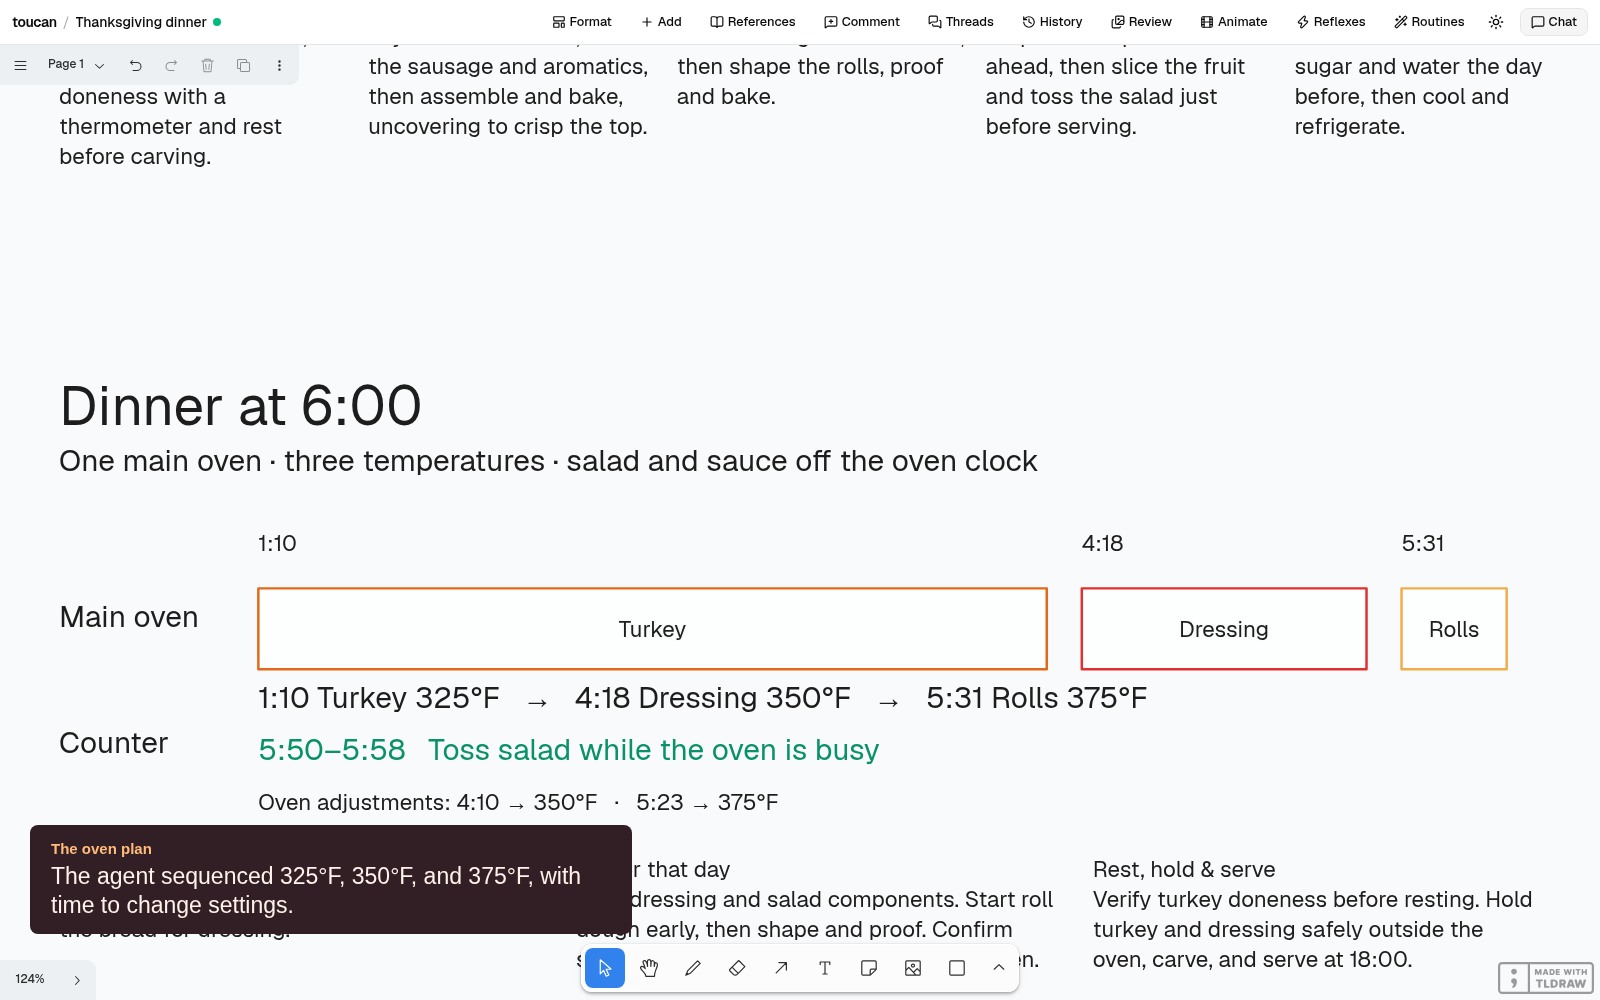 toucan / Thanksgiving dinner
Format
Add
References
Comment
Threads
History
Review
Animate
Reflexes
Routines
Chat
Page 1
doneness with a
thermometer and rest
before carving.
the sausage and aromatics,
then assemble and bake,
uncovering to crisp the top.
then shape the rolls, proof
and bake.
ahead, then slice the fruit
and toss the salad just
before serving.
sugar and water the day
before, then cool and
refrigerate.
Dinner at 6:00
One main oven · three temperatures · salad and sauce off the oven clock
1:10
4:18
5:31
Main oven
Turkey
Dressing
Rolls
1:10 Turkey 325°F → 4:18 Dressing 350°F → 5:31 Rolls 375°F
Counter
5:50–5:58 Toss salad while the oven is busy
Oven adjustments: 4:10 → 350°F · 5:23 → 375°F
The oven plan
The agent sequenced 325°F, 350°F, and 375°F, with
time to change settings.
the bread for dressing.
that day
dressing and salad components. Start roll
dough early, then shape and proof. Confirm
Rest, hold & serve
Verify turkey doneness before resting. Hold
turkey and dressing safely outside the
oven, carve, and serve at 18:00.
124%
MADE WITH
TLDRAW